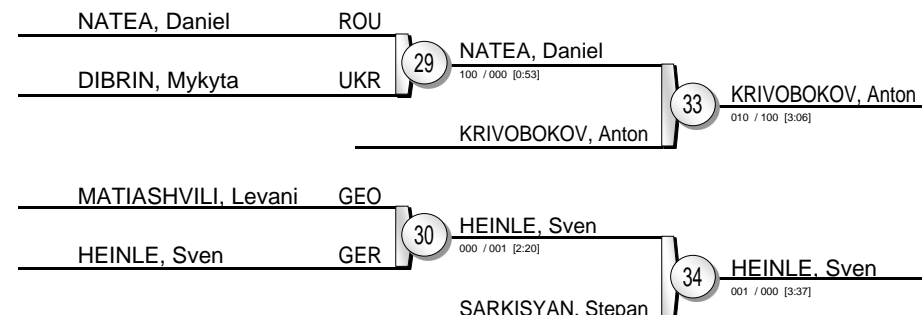 NATEA, Daniel ROU
29
NATEA, Daniel
100 / 000 [0:53]
DIBRIN, Mykyta UKR
33
KRIVOBOKOV, Anton
010 / 100 [3:06]
KRIVOBOKOV, Anton
MATIASHVILI, Levani GEO
30
HEINLE, Sven
000 / 001 [2:20]
HEINLE, Sven GER
34
HEINLE, Sven
001 / 000 [3:37]
SARKISYAN, Stepan